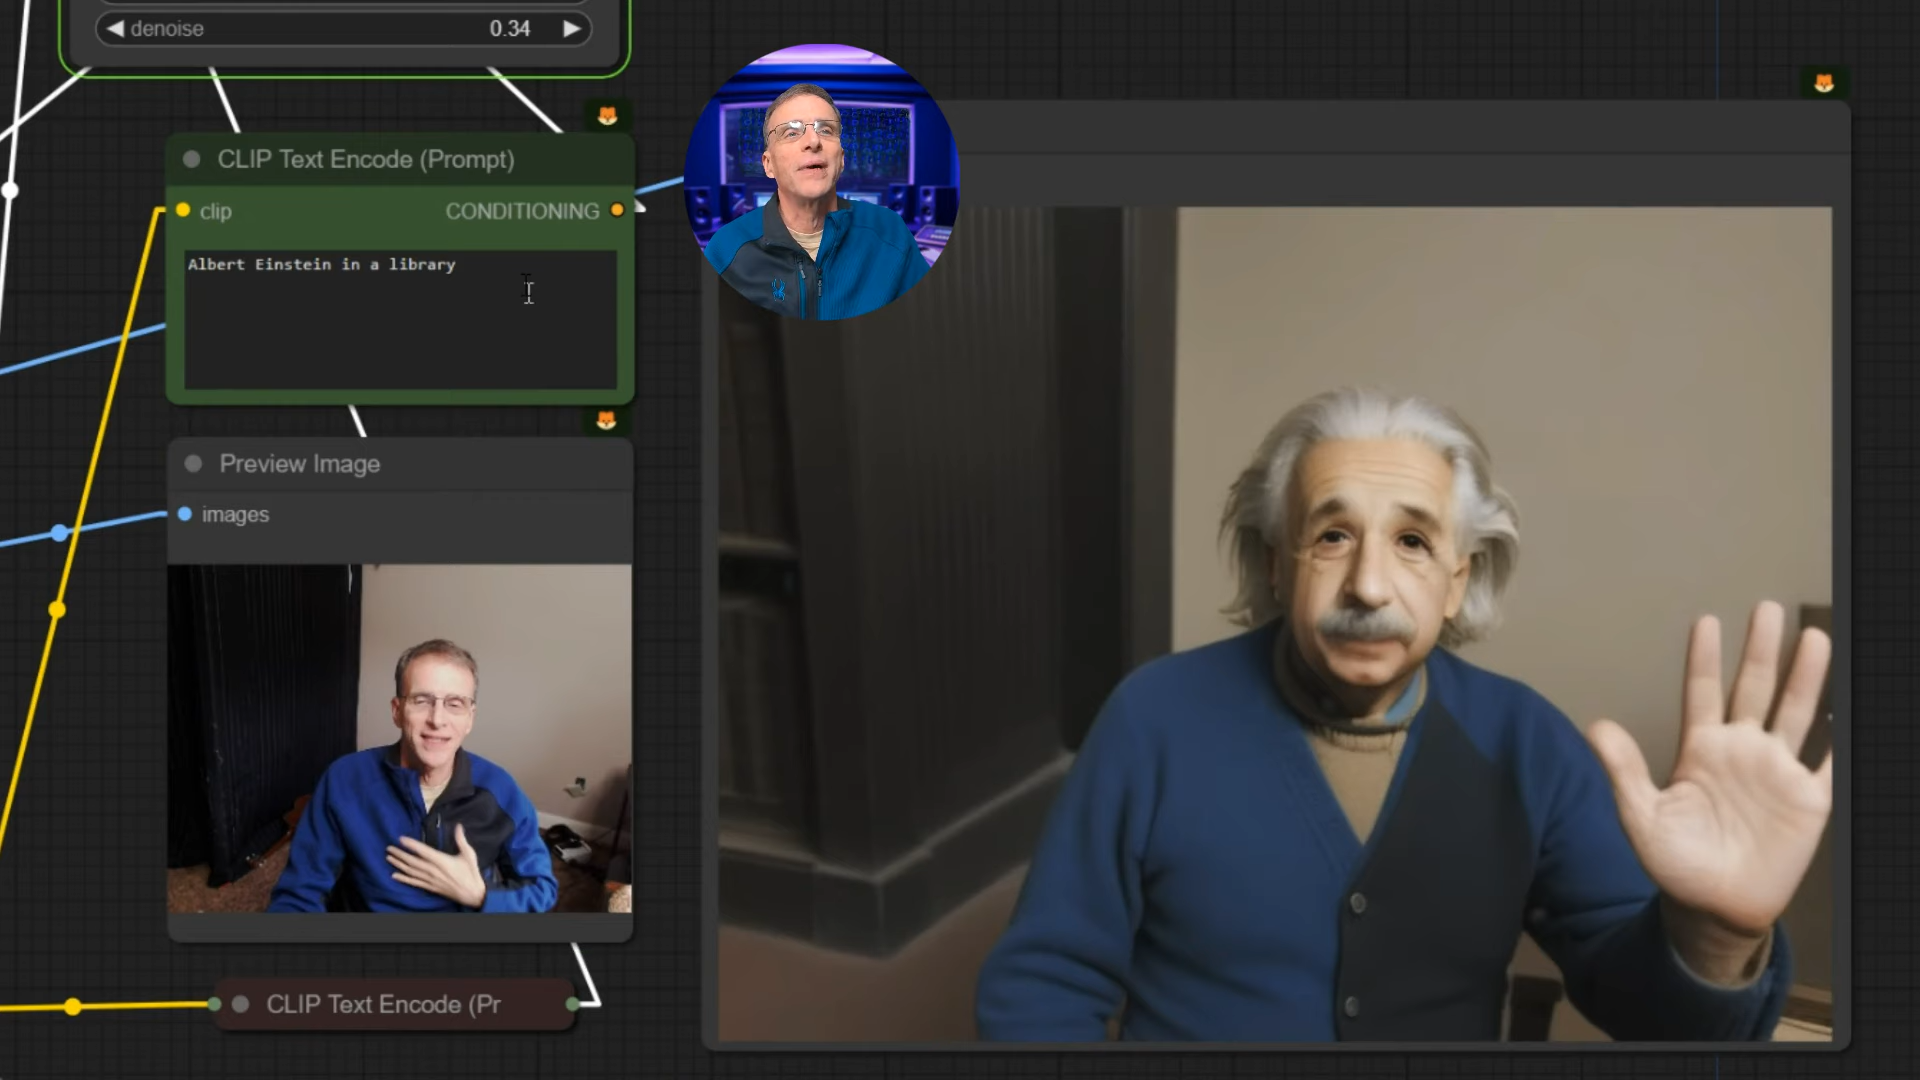 denoise 0.34
CLIP Text Encode (Prompt)
clip CONDITIONING
Albert Einstein in a library
Preview Image
images
CLIP Text Encode (Pr